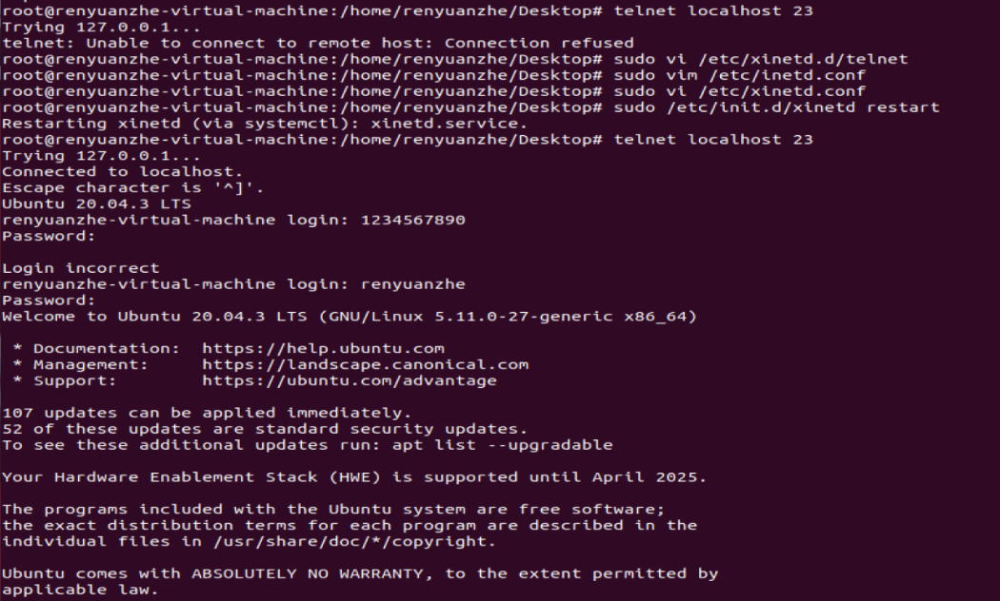 root@renyuanzhe-virtual-machine:/home/renyuanzhe/Desktop# telnet localhost 23
Trying 127.0.0.1...
telnet: Unable to connect to remote host: Connection refused
root@renyuanzhe-virtual-machine:/home/renyuanzhe/Desktop# sudo vi /etc/xinetd.d/telnet
root@renyuanzhe-virtual-machine:/home/renyuanzhe/Desktop# sudo vim /etc/inetd.conf
root@renyuanzhe-virtual-machine:/home/renyuanzhe/Desktop# sudo vi /etc/xinetd.conf
root@renyuanzhe-virtual-machine:/home/renyuanzhe/Desktop# sudo /etc/init.d/xinetd restart
Restarting xinetd (via systemctl): xinetd.service.
root@renyuanzhe-virtual-machine:/home/renyuanzhe/Desktop# telnet localhost 23
Trying 127.0.0.1...
Connected to localhost.
Escape character is '^]'.
Ubuntu 20.04.3 LTS
renyuanzhe-virtual-machine login: 1234567890
Password:
Login incorrect
renyuanzhe-virtual-machine login: renyuanzhe
Password:
Welcome to Ubuntu 20.04.3 LTS (GNU/Linux 5.11.0-27-generic x86_64)
* Documentation:  https://help.ubuntu.com
* Management:     https://landscape.canonical.com
* Support:        https://ubuntu.com/advantage
107 updates can be applied immediately.
52 of these updates are standard security updates.
To see these additional updates run: apt list --upgradable
Your Hardware Enablement Stack (HWE) is supported until April 2025.
The programs included with the Ubuntu system are free software;
the exact distribution terms for each program are described in the
individual files in /usr/share/doc/*/copyright.
Ubuntu comes with ABSOLUTELY NO WARRANTY, to the extent permitted by
applicable law.